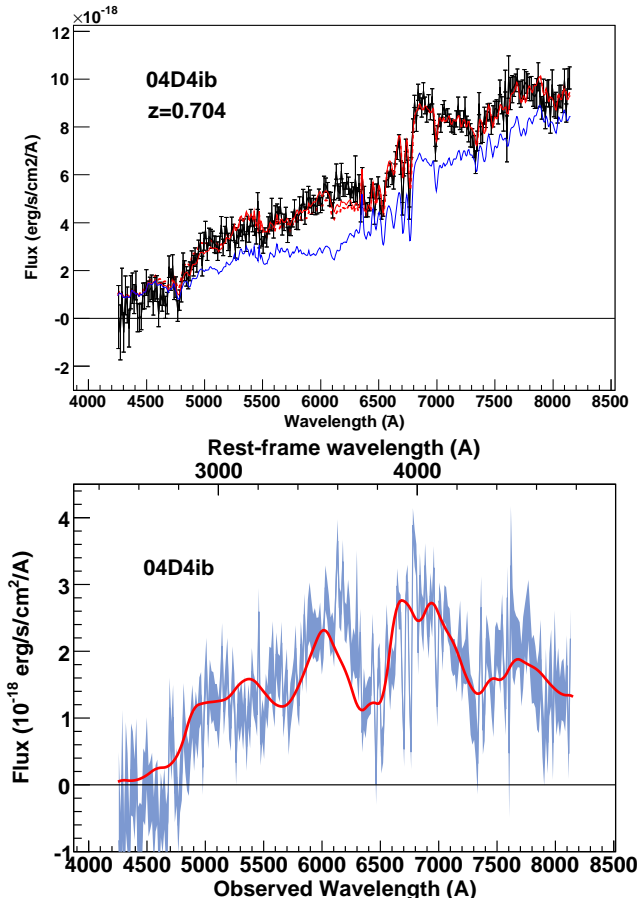 ×10⁻¹⁸
04D4ib
z=0.704
12
10
8
6
4
2
-0
-2
Flux (erg/s/cm2/A)
4000 4500 5000 5500 6000 6500 7000 7500 8000 8500
Wavelength (A)
Rest-frame wavelength (A)
3000 4000
04D4ib
4
3
2
1
0
-1
Flux (10⁻¹⁸ erg/s/cm²/A)
4000 4500 5000 5500 6000 6500 7000 7500 8000 8500
Observed Wavelength (A)